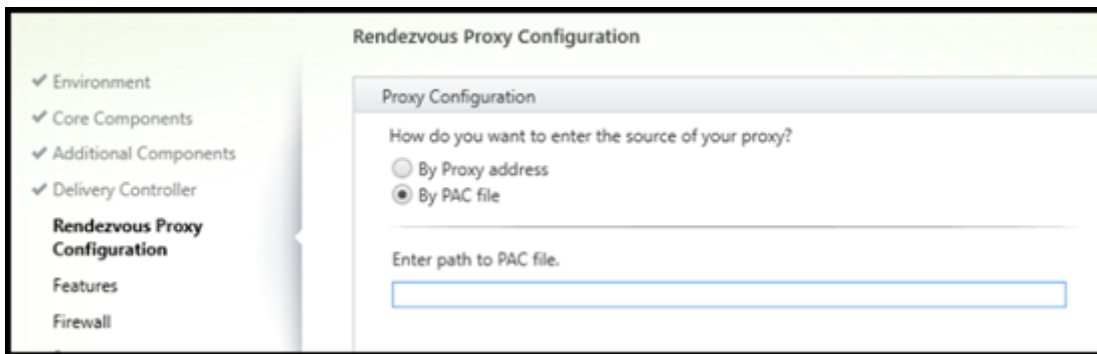 Rendezvous Proxy Configuration
Environment
Core Components
Additional Components
Delivery Controller
Rendezvous Proxy
Configuration
Features
Firewall
Proxy Configuration
How do you want to enter the source of your proxy?
By Proxy address
By PAC file
Enter path to PAC file.